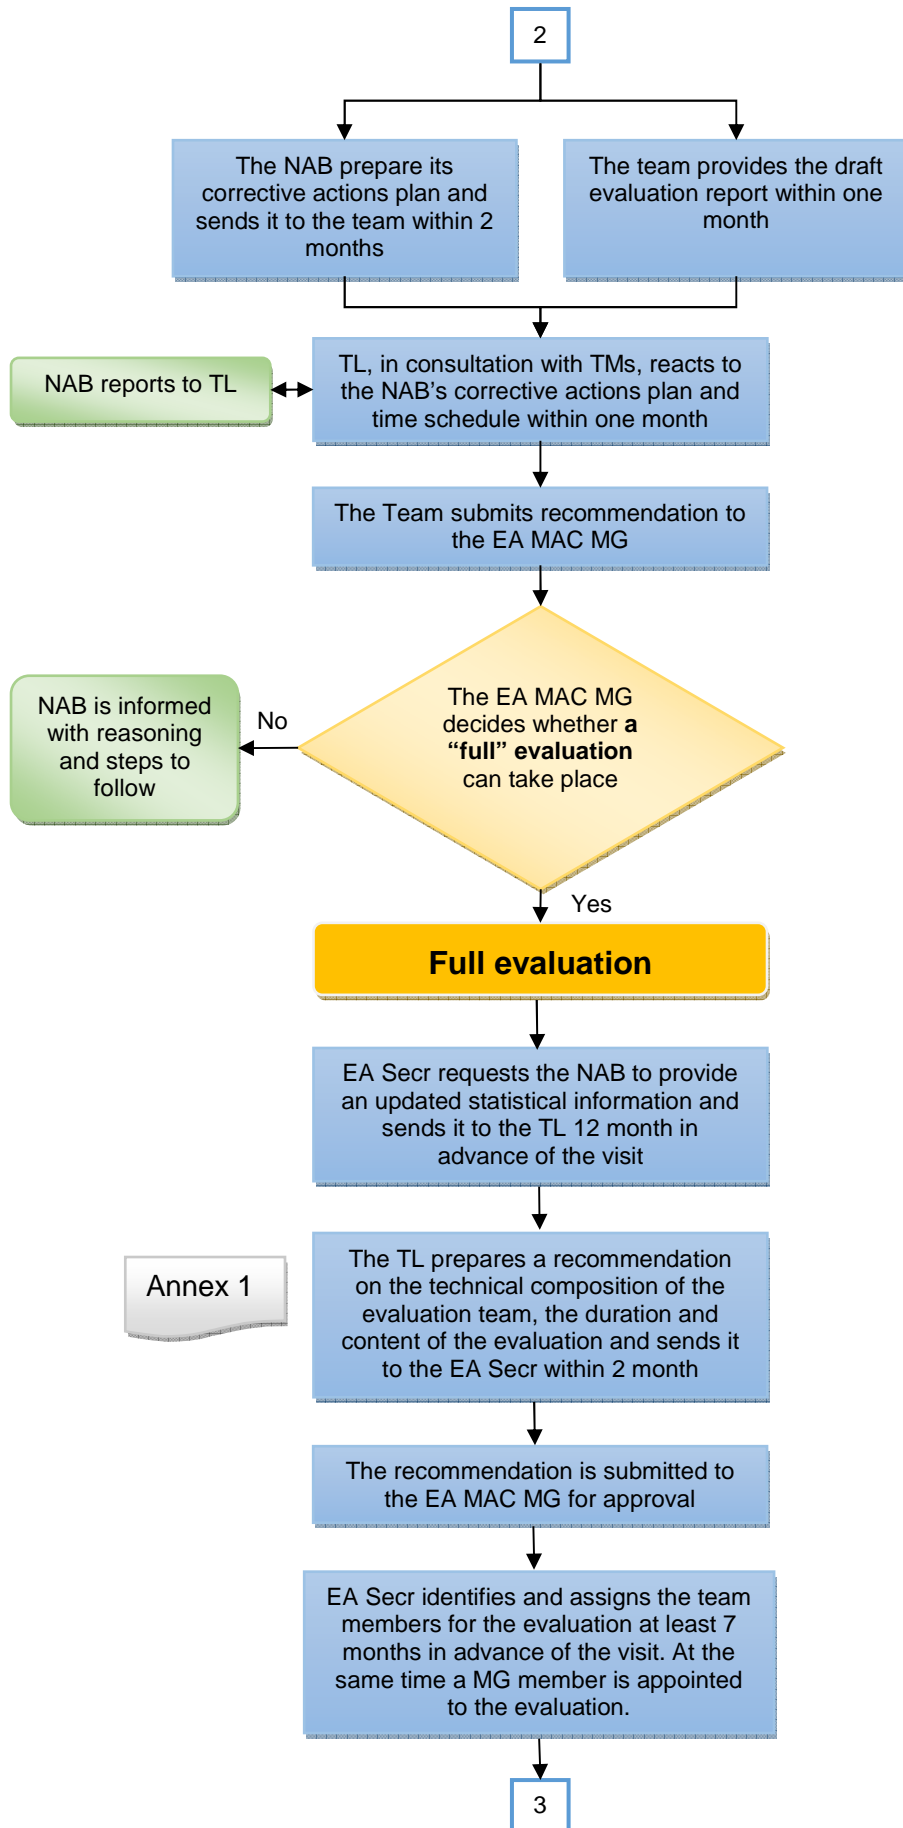 2
The NAB prepare its
corrective actions plan and
sends it to the team within 2
months
The team provides the draft
evaluation report within one
month
NAB reports to TL
TL, in consultation with TMs, reacts to
the NAB’s corrective actions plan and
time schedule within one month
The Team submits recommendation to
the EA MAC MG
The EA MAC MG
decides whether a
“full” evaluation
can take place
No
NAB is informed
with reasoning
and steps to
follow
Yes
Full evaluation
EA Secr requests the NAB to provide
an updated statistical information and
sends it to the TL 12 month in
advance of the visit
Annex 1
The TL prepares a recommendation
on the technical composition of the
evaluation team, the duration and
content of the evaluation and sends it
to the EA Secr within 2 month
The recommendation is submitted to
the EA MAC MG for approval
EA Secr identifies and assigns the team
members for the evaluation at least 7
months in advance of the visit. At the
same time a MG member is appointed
to the evaluation.
3